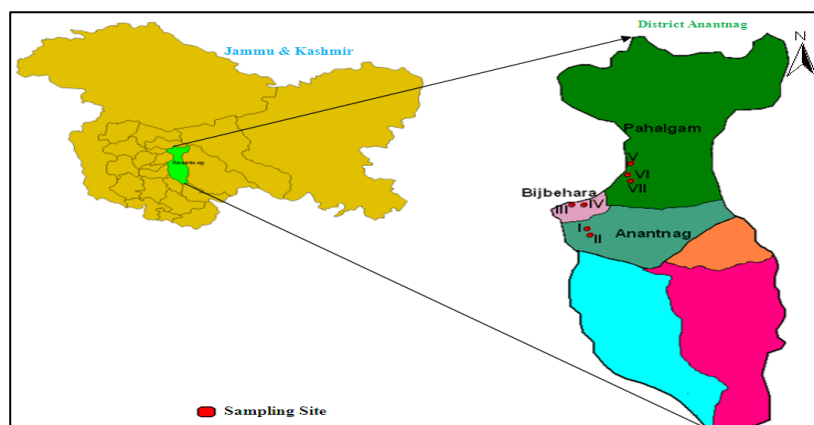 District Anantnag
N
Jammu & Kashmir
Pahalgam
V
VI
VII
Bijbehara
III
IV
I
II
Anantnag
Sampling Site